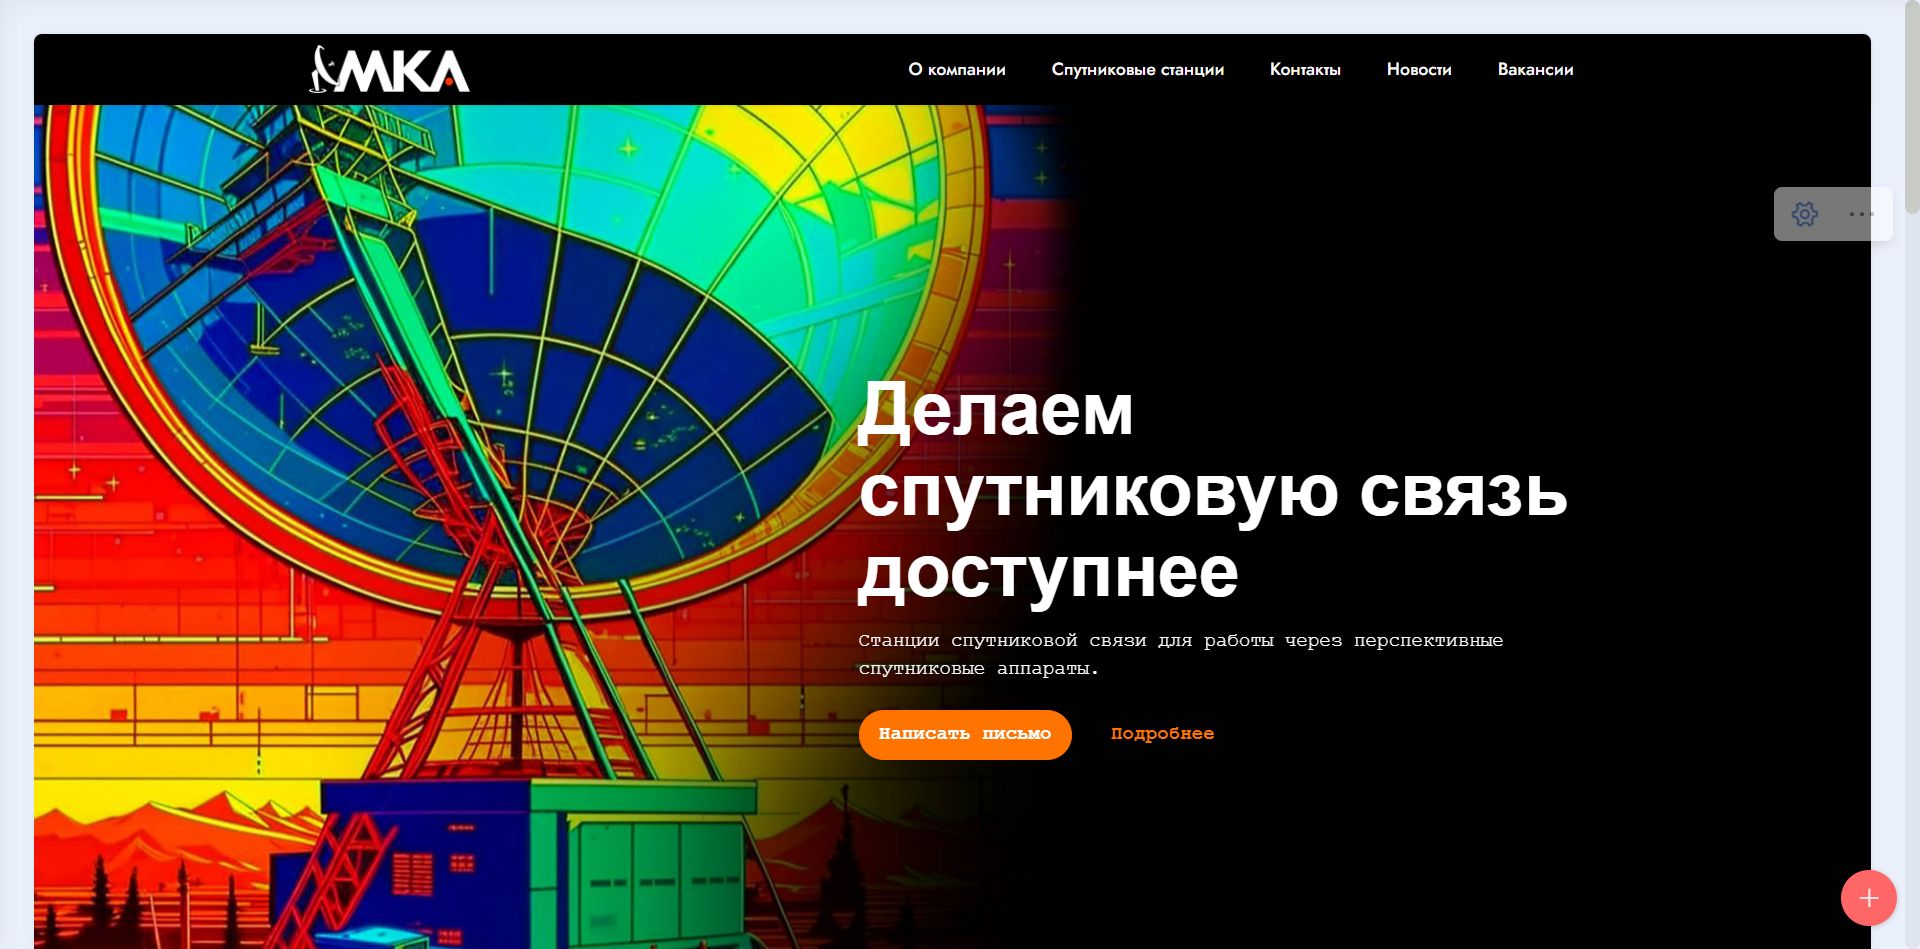 МКА
О компании
Спутниковые станции
Контакты
Новости
Вакансии
Делаем
спутниковую связь
доступнее
Станции спутниковой связи для работы через перспективные
спутниковые аппараты.
Написать письмо
Подробнее